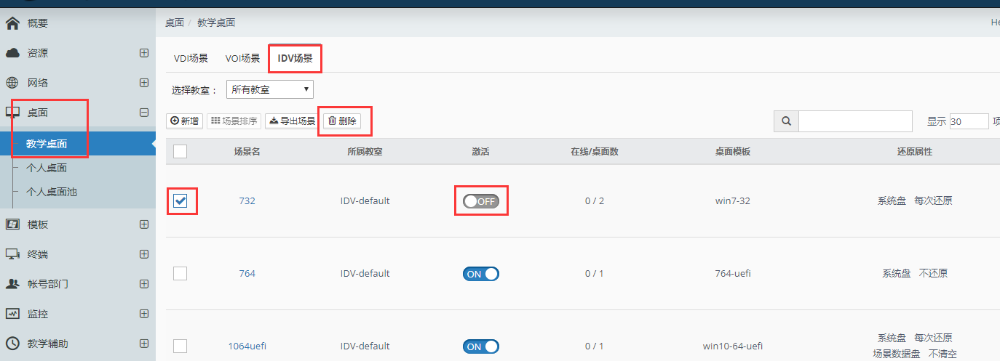 概要
资源
网络
桌面
教学桌面
个人桌面
个人桌面池
模板
终端
帐号部门
监控
教学辅助
桌面 / 教学桌面
VDI场景 VOI场景 IDV场景
选择教室： 所有教室
新增 场景排序 导出场景 删除 显示 30
场景名 所属教室 激活 在线/桌面数 桌面模板 还原属性
732 IDV-default OFF 0 / 2 win7-32 系统盘 每次还原
764 IDV-default ON 0 / 1 764-uefi 系统盘 不还原
1064uefi IDV-default ON 0 / 1 win10-64-uefi 系统盘 每次还原
场景数据盘 不清空